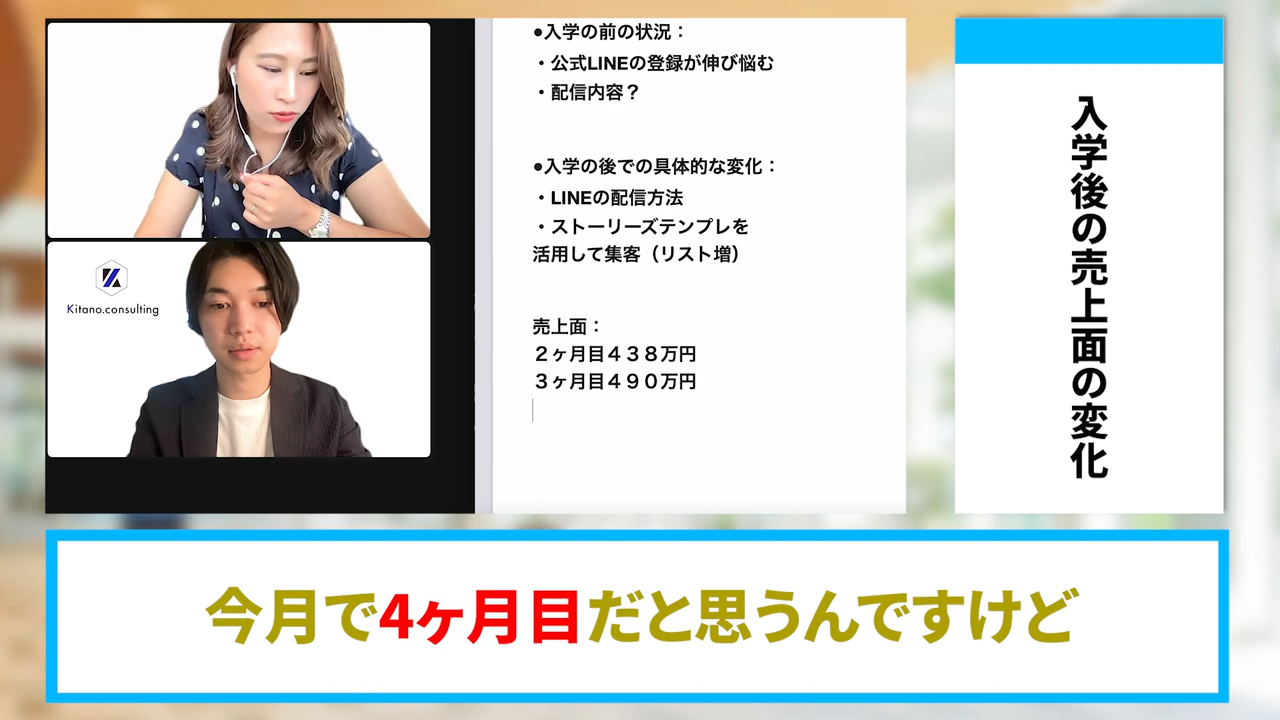 Kitano.consulting
●入学の前の状況：
・公式LINEの登録が伸び悩む
・配信内容？
●入学の後での具体的な変化：
・LINEの配信方法
・ストーリーズテンプレを
活用して集客（リスト増）
売上面：
２ヶ月目４３８万円
３ヶ月目４９０万円
入学後の売上面の変化
今月で4ヶ月目だと思うんですけど